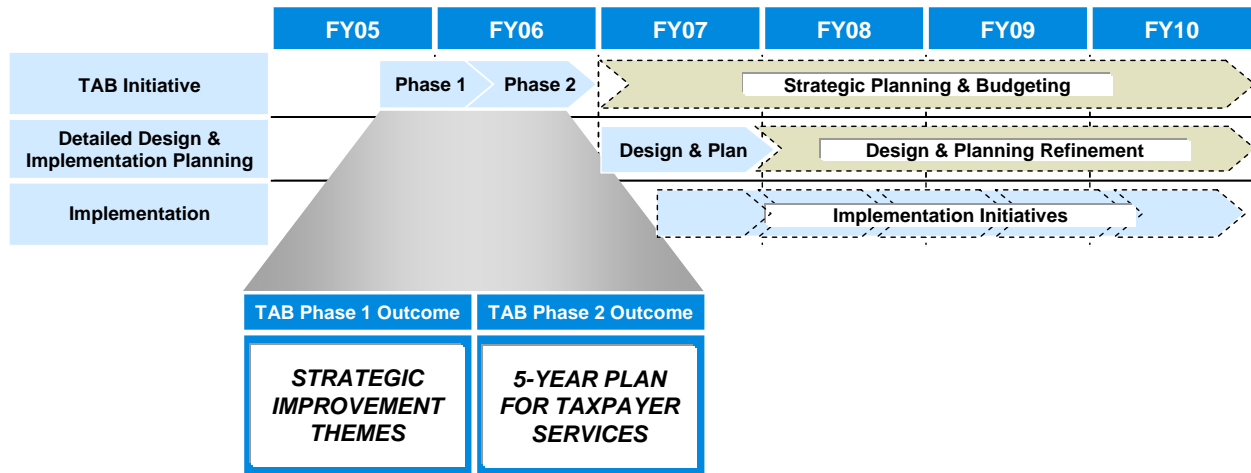 FY05 FY06 FY07 FY08 FY09 FY10
TAB Initiative
Phase 1 Phase 2 Strategic Planning & Budgeting
Detailed Design &
Implementation Planning
Design & Plan Design & Planning Refinement
Implementation
Implementation Initiatives
TAB Phase 1 Outcome
STRATEGIC
IMPROVEMENT
THEMES
TAB Phase 2 Outcome
5-YEAR PLAN
FOR TAXPAYER
SERVICES